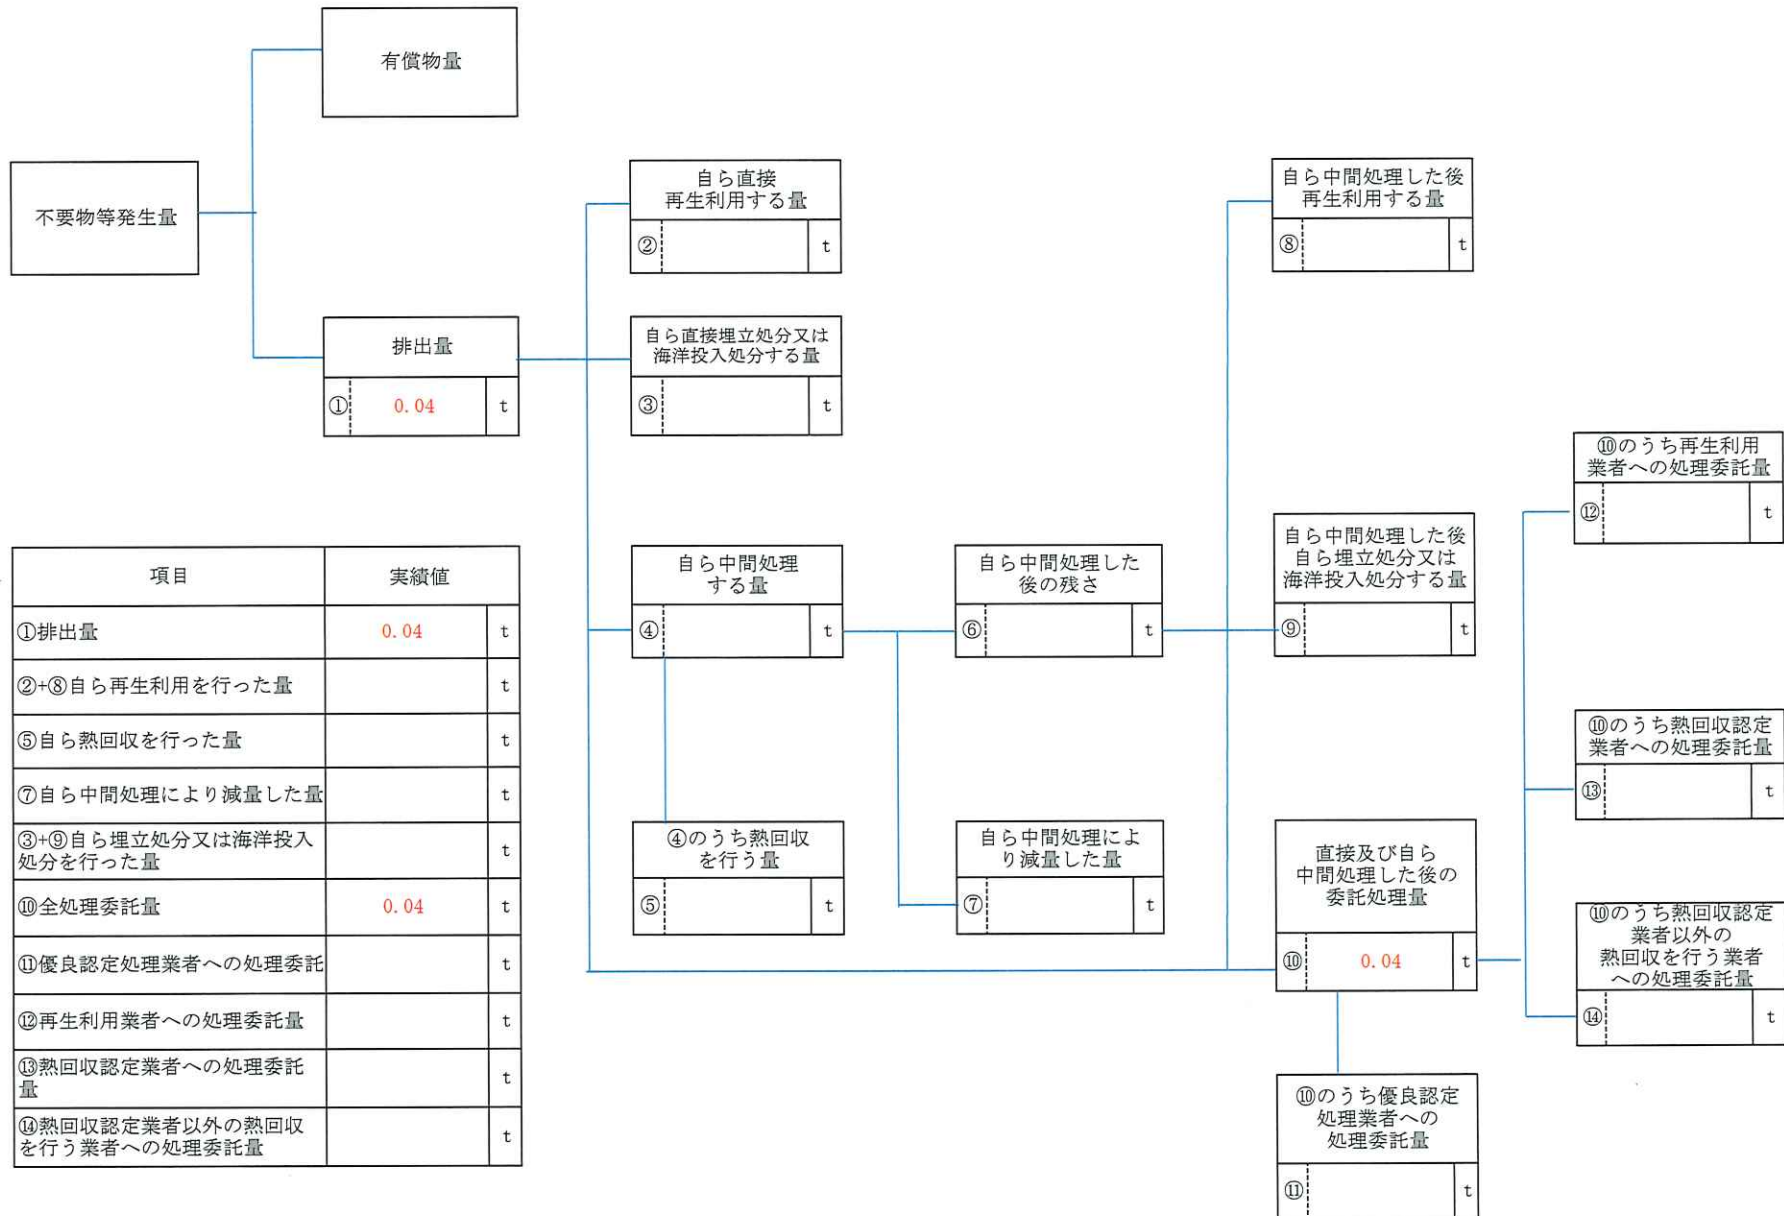 有償物量
不要物等発生量
排出量
① 0.04 t
自ら直接
再生利用する量
② t
自ら直接埋立処分又は
海洋投入処分する量
③ t
自ら中間処理
する量
④ t
④のうち熱回収
を行う量
⑤ t
自ら中間処理した
後の残さ
⑥ t
自ら中間処理によ
り減量した量
⑦ t
自ら中間処理した後
再生利用する量
⑧ t
自ら中間処理した後
自ら埋立処分又は
海洋投入処分する量
⑨ t
直接及び自ら
中間処理した後の
委託処理量
⑩ 0.04 t
⑩のうち優良認定
処理業者への
処理委託量
⑪ t
⑩のうち再生利用
業者への処理委託量
⑫ t
⑩のうち熱回収認定
業者への処理委託量
⑬ t
⑩のうち熱回収認定
業者以外の
熱回収を行う業者
への処理委託量
⑭ t
項目 実績値
①排出量 0.04 t
②+⑧自ら再生利用を行った量 t
⑤自ら熱回収を行った量 t
⑦自ら中間処理により減量した量 t
③+⑨自ら埋立処分又は海洋投入
処分を行った量 t
⑩全処理委託量 0.04 t
⑪優良認定処理業者への処理委託 t
⑫再生利用業者への処理委託量 t
⑬熱回収認定業者への処理委託
量 t
⑭熱回収認定業者以外の熱回収
を行う業者への処理委託量 t